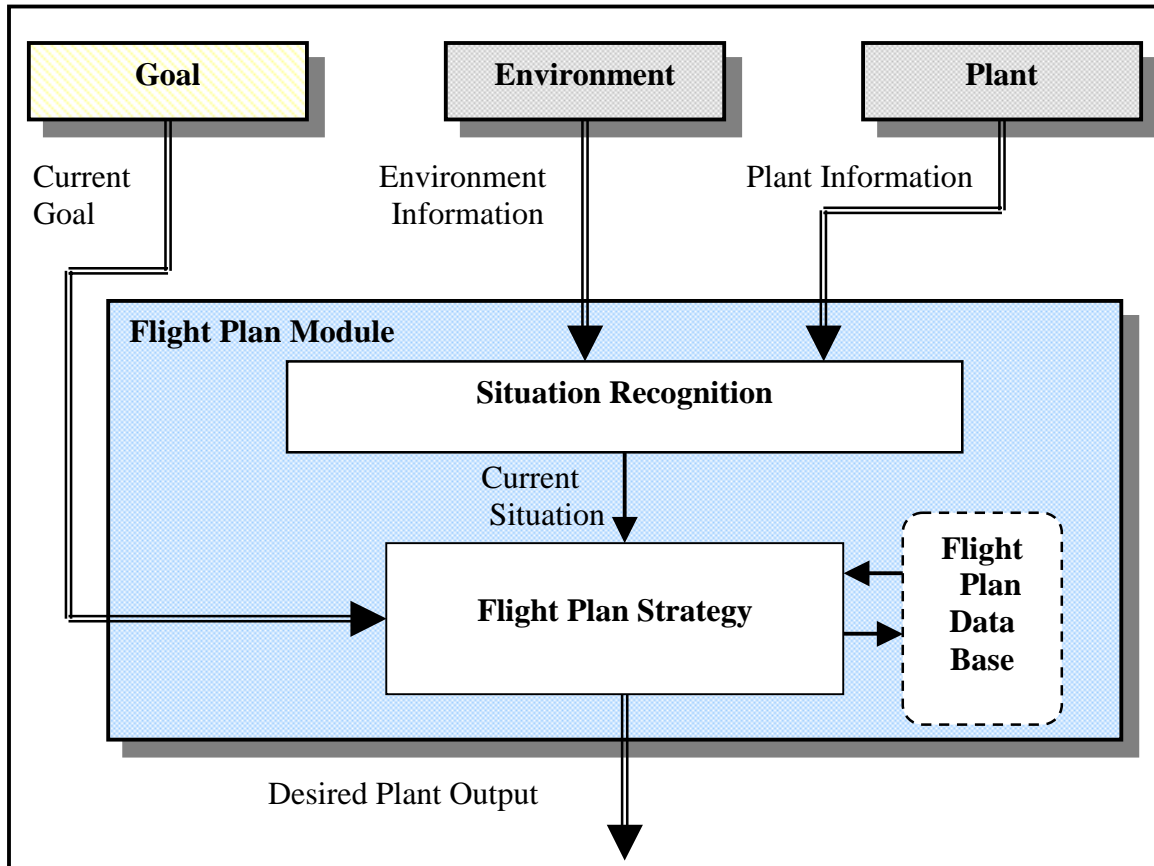 Goal
Environment
Plant
Current
Goal
Environment
Information
Plant Information
Flight Plan Module
Situation Recognition
Current
Situation
Flight Plan Strategy
Flight
Plan
Data
Base
Desired Plant Output